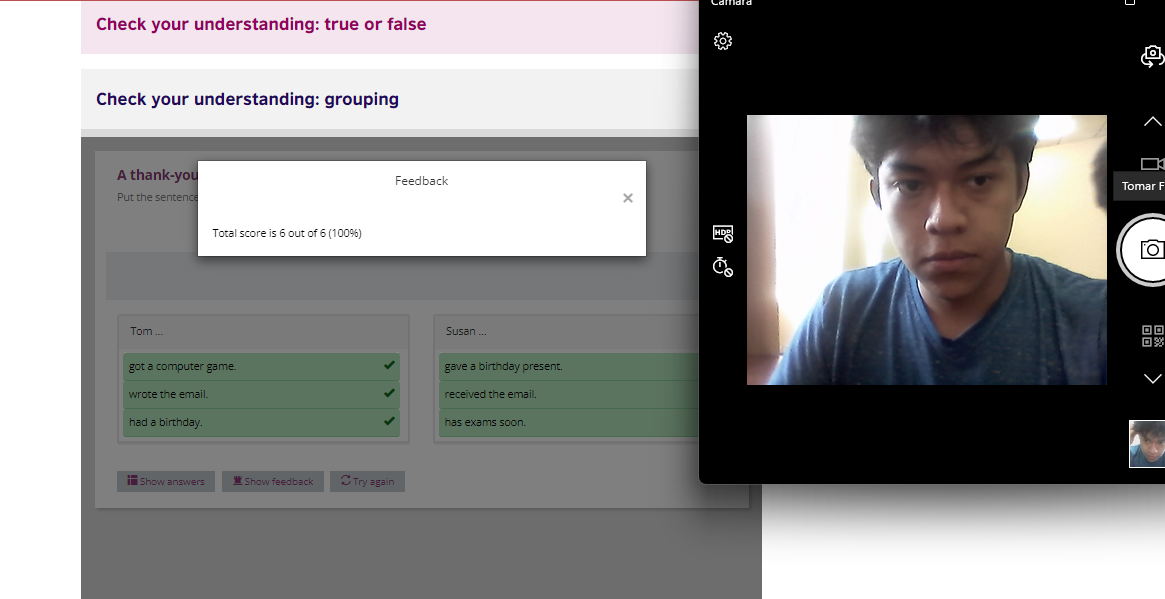 Check your understanding: true or false
Check your understanding: grouping
A thank-you
Put the sentence
Feedback
×
Total score is 6 out of 6 (100%)
Tom ...
got a computer game.
wrote the email.
had a birthday.
Susan ...
gave a birthday present.
received the email.
has exams soon.
Show answers
Show feedback
Try again
Cámara
HDR
Tomar F